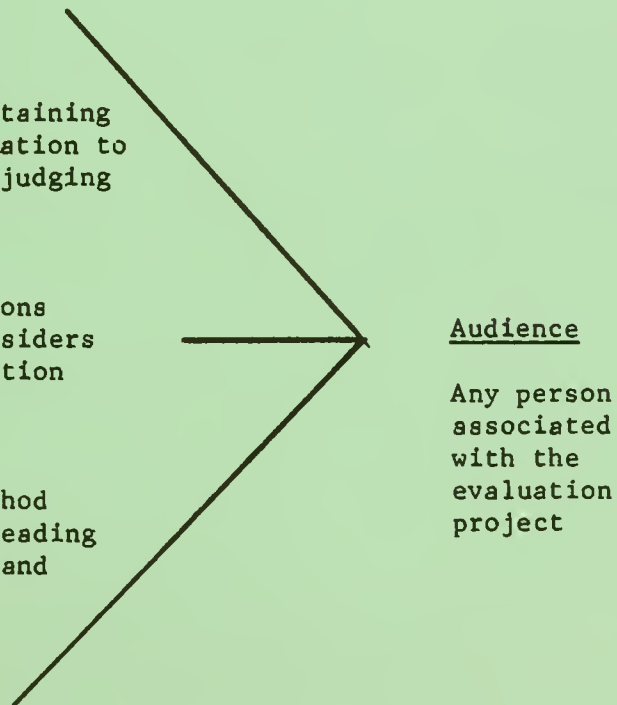 taining
ation to
judging
ons
siders
tion
hod
eading
and
Audience
Any person
associated
with the
evaluation
project